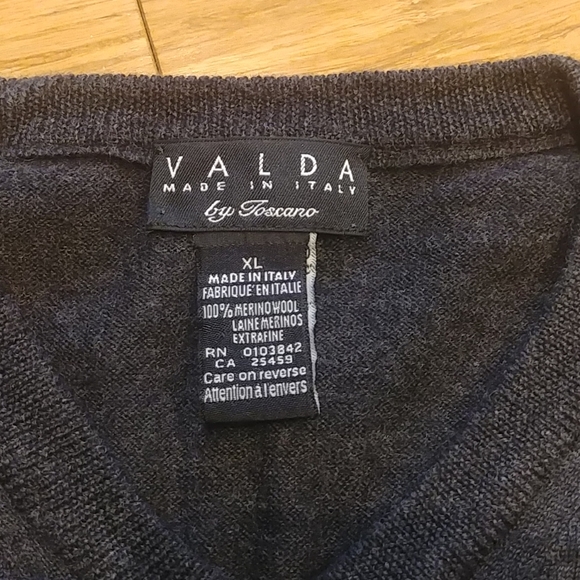 VALDA
MADE IN ITALY
by Toscano
XL
MADE IN ITALY
FABRIQUÉ EN ITALIE
100% MERINO WOOL
LAINE MERINOS
EXTRAFINE
RN 0103842
CA 25459
Care on reverse
Attention à l'envers